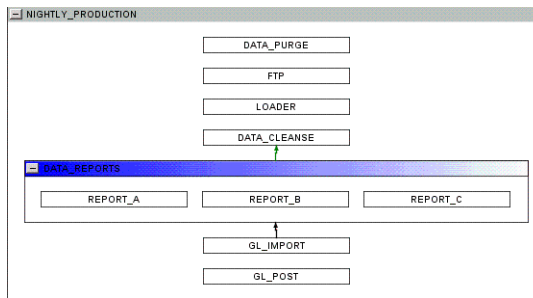 NIGHTLY_PRODUCTION
DATA_PURGE
FTP
LOADER
DATA_CLEANSE
DATA_REPORTS
REPORT_A REPORT_B REPORT_C
GL_IMPORT
GL_POST